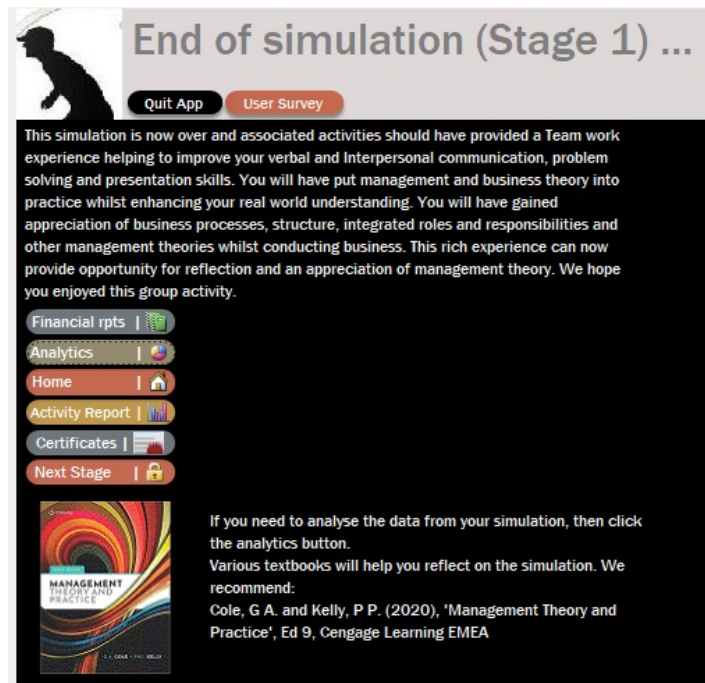 End of simulation (Stage 1) ...
Quit App
User Survey
This simulation is now over and associated activities should have provided a Team work
experience helping to improve your verbal and Interpersonal communication, problem
solving and presentation skills. You will have put management and business theory into
practice whilst enhancing your real world understanding. You will have gained
appreciation of business processes, structure, integrated roles and responsibilities and
other management theories whilst conducting business. This rich experience can now
provide opportunity for reflection and an appreciation of management theory. We hope
you enjoyed this group activity.
Financial rpts |
Analytics |
Home |
Activity Report |
Certificates |
Next Stage |
MANAGEMENT
THEORY AND
PRACTICE
G.A. COLE • PHIL KELLY
If you need to analyse the data from your simulation, then click
the analytics button.
Various textbooks will help you reflect on the simulation. We
recommend:
Cole, G A. and Kelly, P P. (2020), 'Management Theory and
Practice', Ed 9, Cengage Learning EMEA